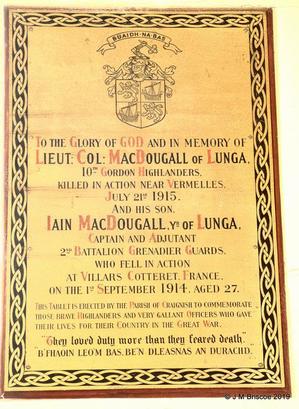 BUAIDH-NA-BAS
TO THE GLORY OF GOD AND IN MEMORY OF
LIEUT: COL: MACDOUGALL OF LUNGA,
10TH GORDON HIGHLANDERS,
KILLED IN ACTION NEAR VERMELLES,
JULY 21ST 1915.
AND HIS SON,
IAIN MACDOUGALL, YR OF LUNGA,
CAPTAIN AND ADJUTANT
2ND BATTALION GRENADIER GUARDS,
WHO FELL IN ACTION
AT VILLARS COTTERET, FRANCE,
ON THE 1ST SEPTEMBER 1914, AGED 27.
THIS TABLET IS ERECTED BY THE PARISH OF CRAIGNISH TO COMMEMORATE
THOSE BRAVE HIGHLANDERS AND VERY GALLANT OFFICERS WHO GAVE
THEIR LIVES FOR THEIR COUNTRY IN THE GREAT WAR.
"They loved duty more than they feared death."
B'FHAOIN LEOM BAS, BE'N DLEASNAS AN DURACHD.
© J M Briscoe 2019